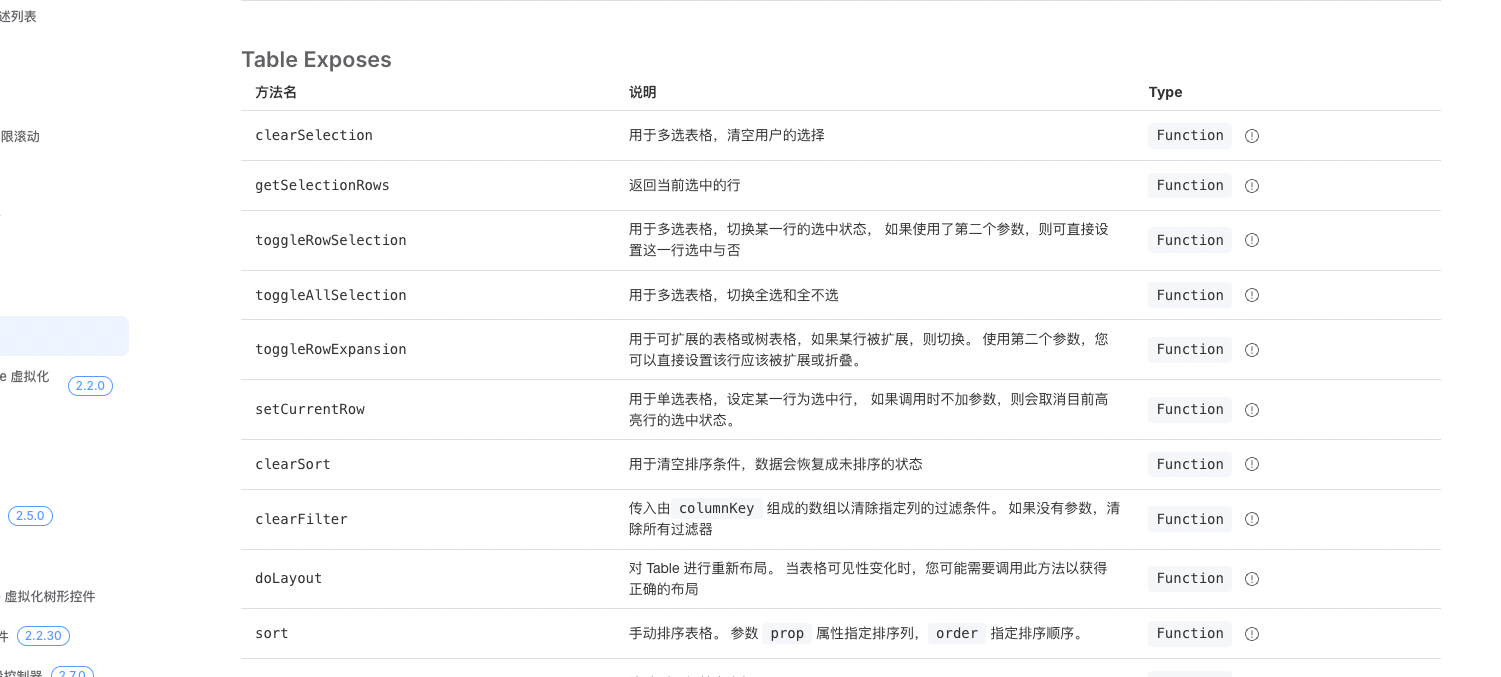 述列表
限滚动
e 虚拟化 2.2.0
2.5.0
虚拟化树形控件
件 2.2.30
控制器 2.7.0
Table Exposes
方法名 说明 Type
clearSelection 用于多选表格，清空用户的选择 Function
getSelectionRows 返回当前选中的行 Function
toggleRowSelection 用于多选表格，切换某一行的选中状态， 如果使用了第二个参数，则可直接设
置这一行选中与否 Function
toggleAllSelection 用于多选表格，切换全选和全不选 Function
toggleRowExpansion 用于可扩展的表格或树表格，如果某行被扩展，则切换。 使用第二个参数，您
可以直接设置该行应该被扩展或折叠。 Function
setCurrentRow 用于单选表格，设定某一行为选中行， 如果调用时不加参数，则会取消目前高
亮行的选中状态。 Function
clearSort 用于清空排序条件，数据会恢复成未排序的状态 Function
clearFilter 传入由 columnKey 组成的数组以清除指定列的过滤条件。 如果没有参数，清
除所有过滤器 Function
doLayout 对 Table 进行重新布局。 当表格可见性变化时，您可能需要调用此方法以获得
正确的布局 Function
sort 手动排序表格。 参数 prop 属性指定排序列， order 指定排序顺序。 Function